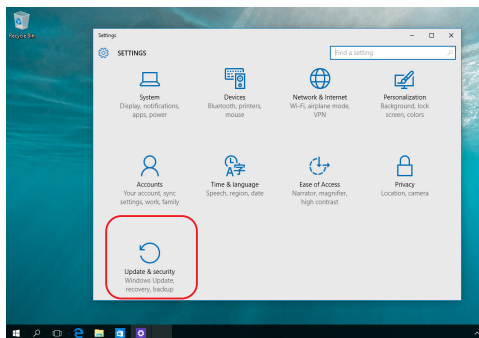 Recycle Bin
Settings
SETTINGS
Find a setting
System
Display, notifications,
apps, power
Devices
Bluetooth, printers,
mouse
Network & Internet
Wi-Fi, airplane mode,
VPN
Personalization
Background, lock
screen, colors
Accounts
Your account, sync
settings, work, family
Time & language
Speech, region, date
Ease of Access
Narrator, magnifier,
high contrast
Privacy
Location, camera
Update & security
Windows Update,
recovery, backup